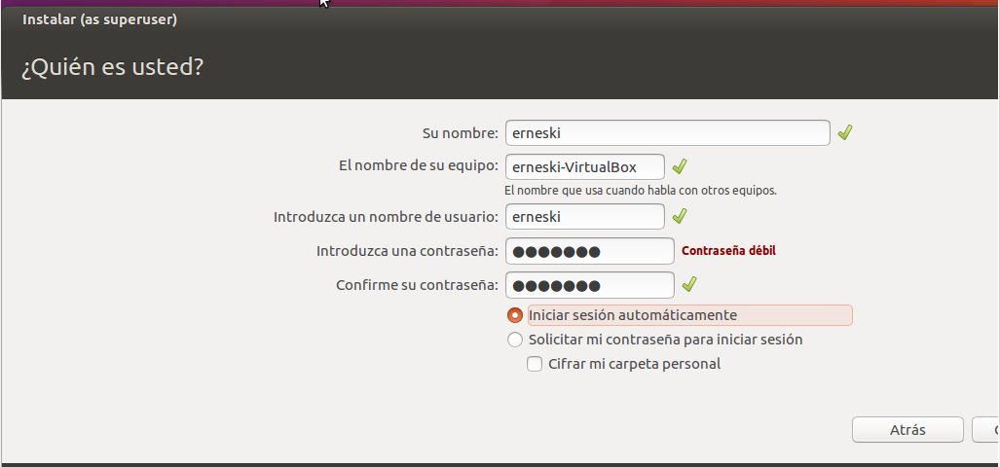 Instalar (as superuser)
¿Quién es usted?
Su nombre: erneski
El nombre de su equipo: erneski-VirtualBox
El nombre que usa cuando habla con otros equipos.
Introduzca un nombre de usuario: erneski
Introduzca una contraseña: ●●●●●●● Contraseña débil
Confirme su contraseña: ●●●●●●●
Iniciar sesión automáticamente
Solicitar mi contraseña para iniciar sesión
Cifrar mi carpeta personal
Atrás